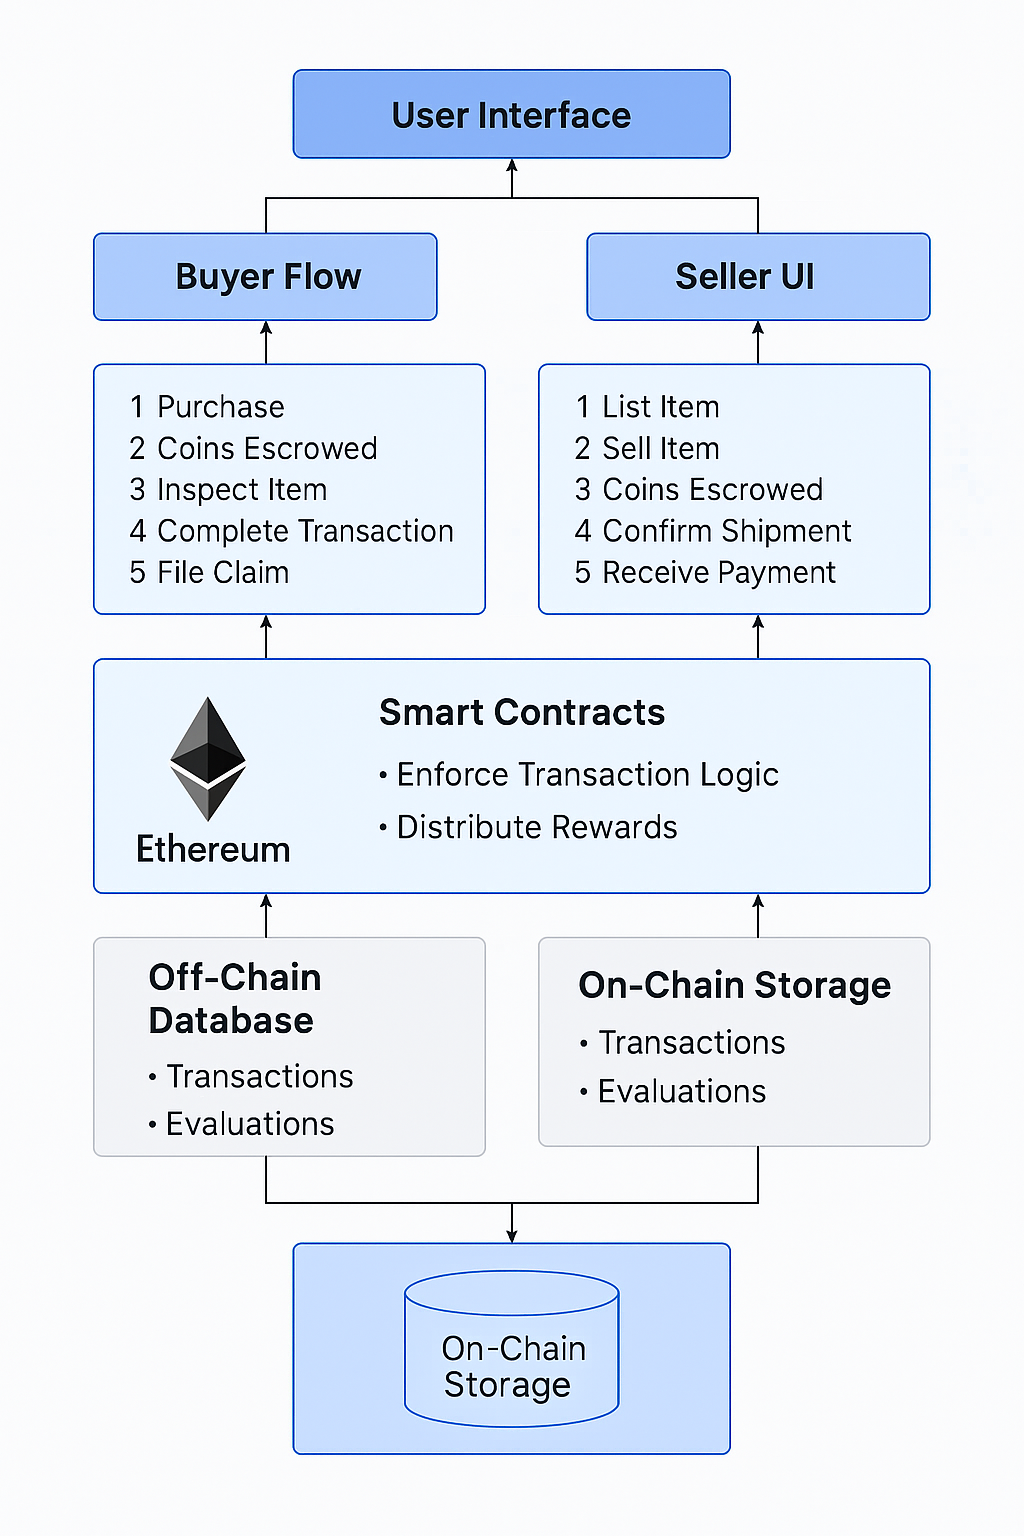 User Interface
Buyer Flow
Seller UI
1 Purchase
2 Coins Escrowed
3 Inspect Item
4 Complete Transaction
5 File Claim
1 List Item
2 Sell Item
3 Coins Escrowed
4 Confirm Shipment
5 Receive Payment
Ethereum
Smart Contracts
• Enforce Transaction Logic
• Distribute Rewards
Off-Chain
Database
• Transactions
• Evaluations
On-Chain Storage
• Transactions
• Evaluations
On-Chain
Storage